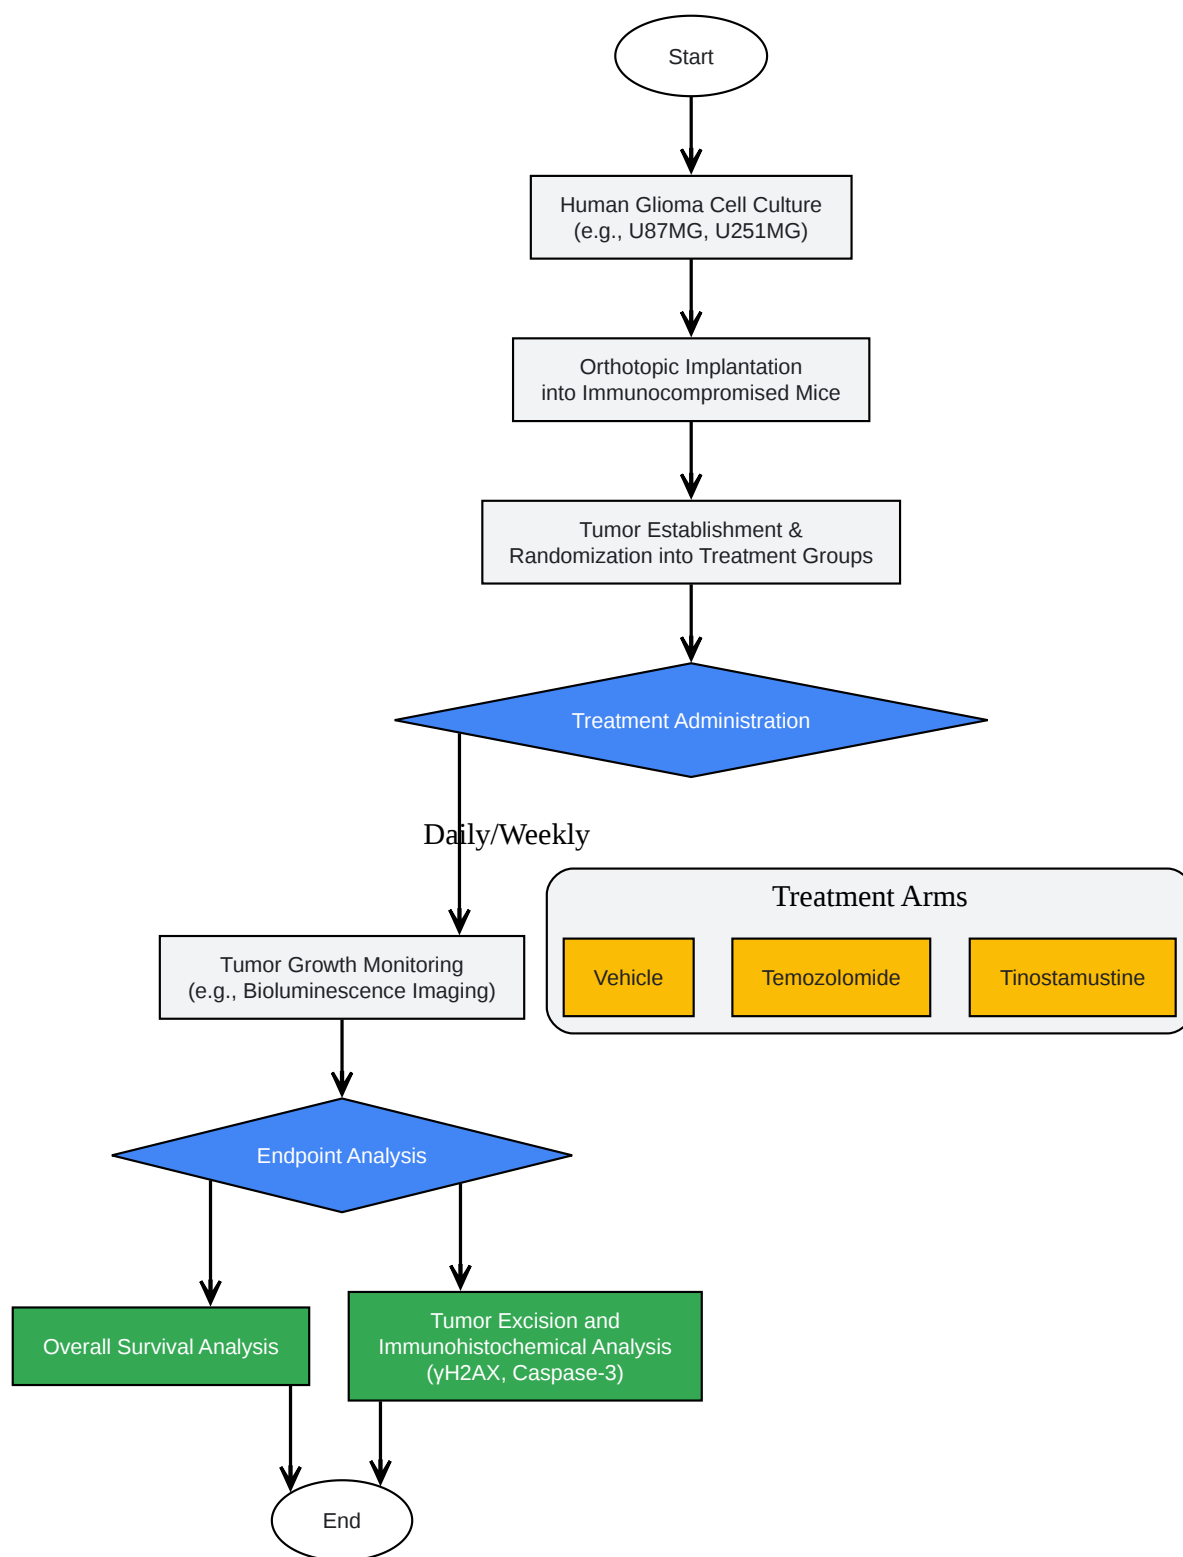 Start
Human Glioma Cell Culture
(e.g., U87MG, U251MG)
Orthotopic Implantation
into Immunocompromised Mice
Tumor Establishment &
Randomization into Treatment Groups
Treatment Administration
Daily/Weekly
Treatment Arms
Vehicle
Temozolomide
Tinostamustine
Tumor Growth Monitoring
(e.g., Bioluminescence Imaging)
Endpoint Analysis
Overall Survival Analysis
Tumor Excision and
Immunohistochemical Analysis
(γH2AX, Caspase-3)
End